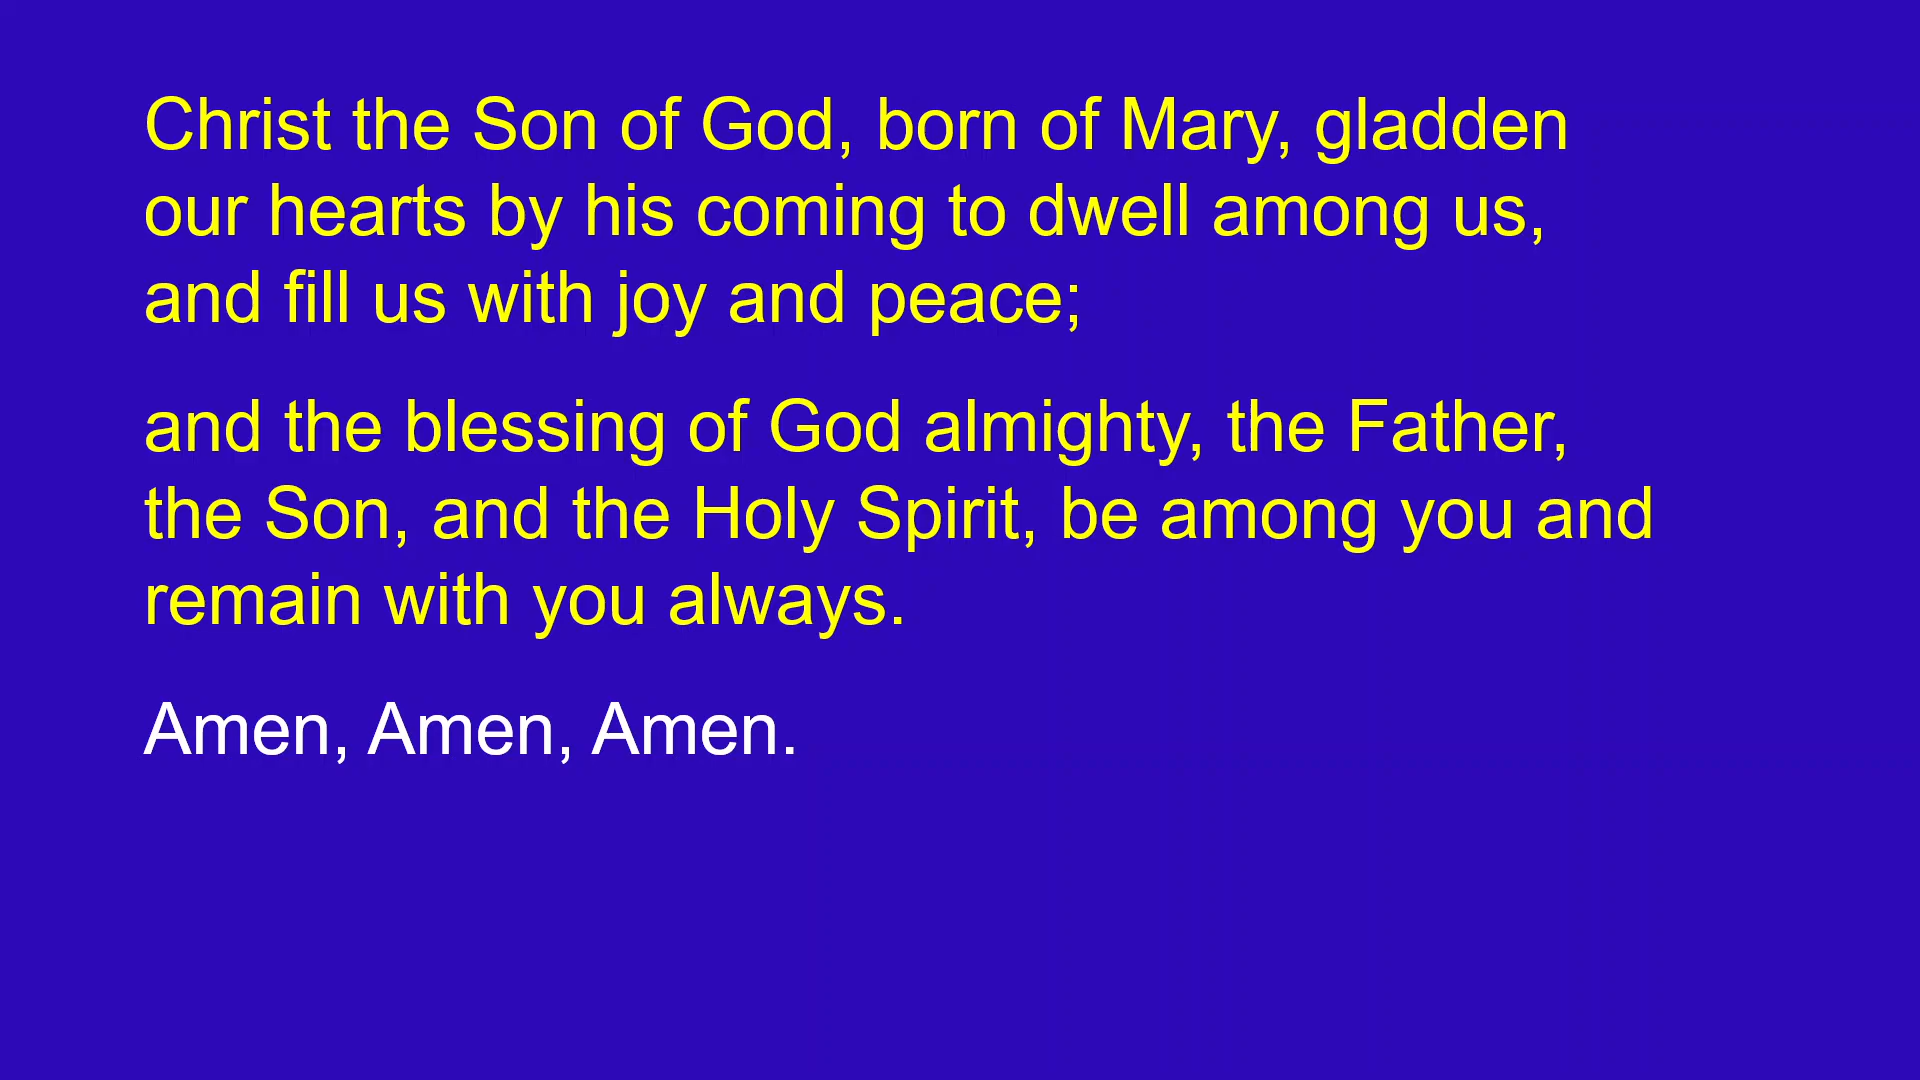 Christ the Son of God, born of Mary, gladden
our hearts by his coming to dwell among us,
and fill us with joy and peace;
and the blessing of God almighty, the Father,
the Son, and the Holy Spirit, be among you and
remain with you always.
Amen, Amen, Amen.